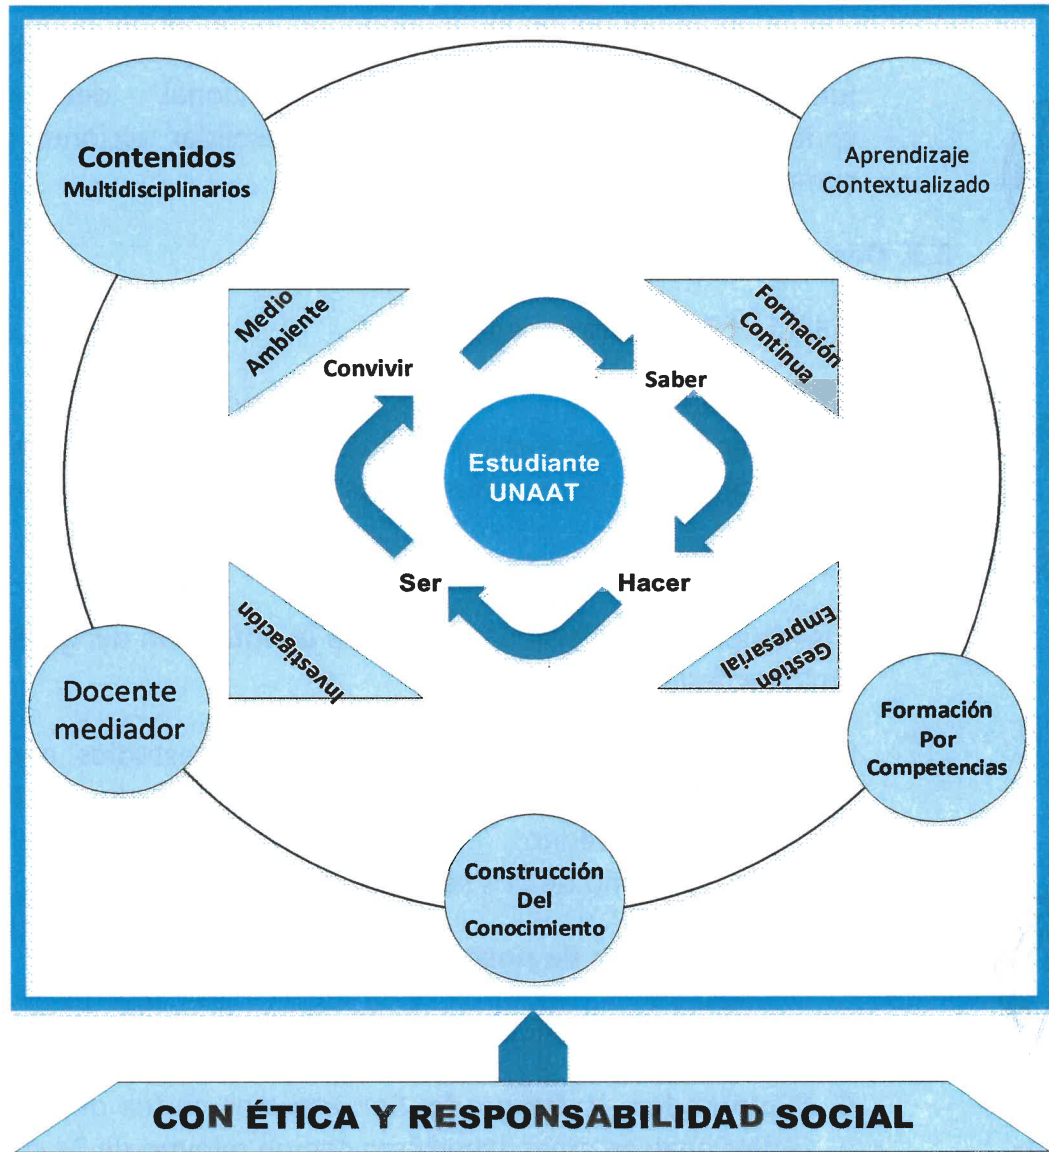 Contenidos
Multidisciplinarios
Aprendizaje
Contextualizado
Medio
Ambiente
Formación
Continua
Convivir
Saber
Estudiante
UNAAT
Ser
Hacer
Investigación
Gestión
Empresarial
Docente
mediador
Formación
Por
Competencias
Construcción
Del
Conocimiento
CON ÉTICA Y RESPONSABILIDAD SOCIAL